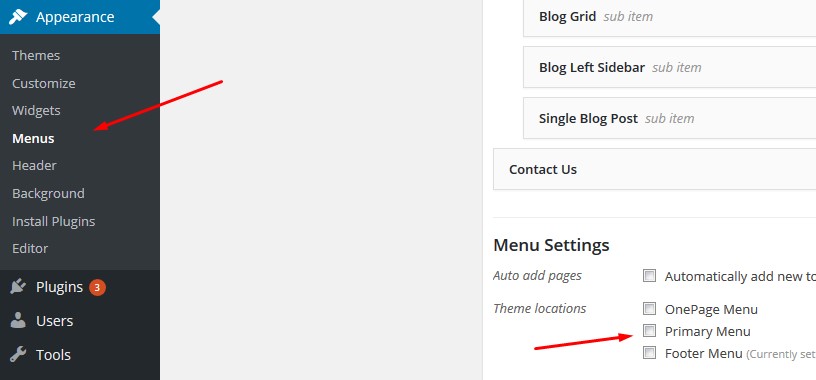 Appearance
Themes
Customize
Widgets
Menus
Header
Background
Install Plugins
Editor
Plugins 3
Users
Tools
Blog Grid sub item
Blog Left Sidebar sub item
Single Blog Post sub item
Contact Us
Menu Settings
Auto add pages Automatically add new to
Theme locations OnePage Menu
Primary Menu
Footer Menu (Currently set